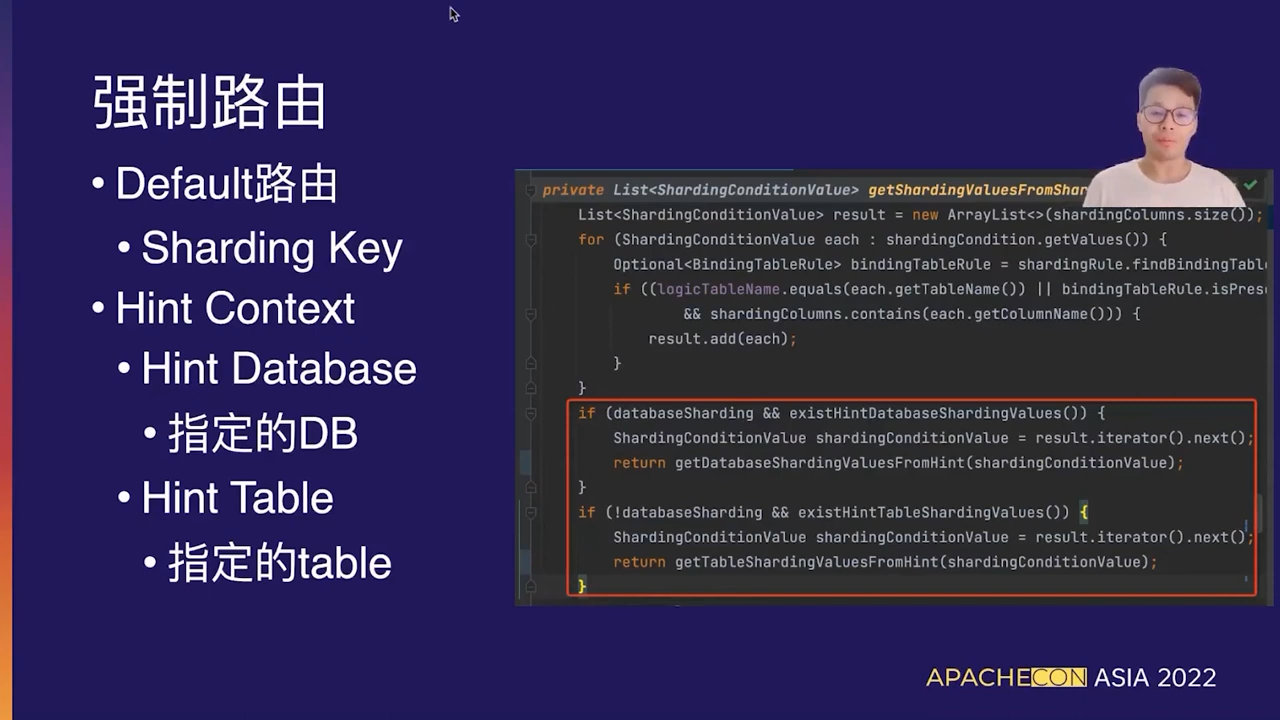 强制路由
• Default路由
• Sharding Key
• Hint Context
• Hint Database
• 指定的DB
• Hint Table
• 指定的table
private List<ShardingConditionValue> getShardingValuesFromShar
List<ShardingConditionValue> result = new ArrayList<>(shardingColumns.size());
for (ShardingConditionValue each : shardingCondition.getValues()) {
Optional<BindingTableRule> bindingTableRule = shardingRule.findBindingTabl
if ((logicTableName.equals(each.getTableName()) || bindingTableRule.isPres
&& shardingColumns.contains(each.getColumnName())) {
result.add(each);
}
}
if (databaseSharding && existHintDatabaseShardingValues()) {
ShardingConditionValue shardingConditionValue = result.iterator().next();
return getDatabaseShardingValuesFromHint(shardingConditionValue);
}
if (!databaseSharding && existHintTableShardingValues()) {
ShardingConditionValue shardingConditionValue = result.iterator().next();
return getTableShardingValuesFromHint(shardingConditionValue);
}
APACHECON ASIA 2022